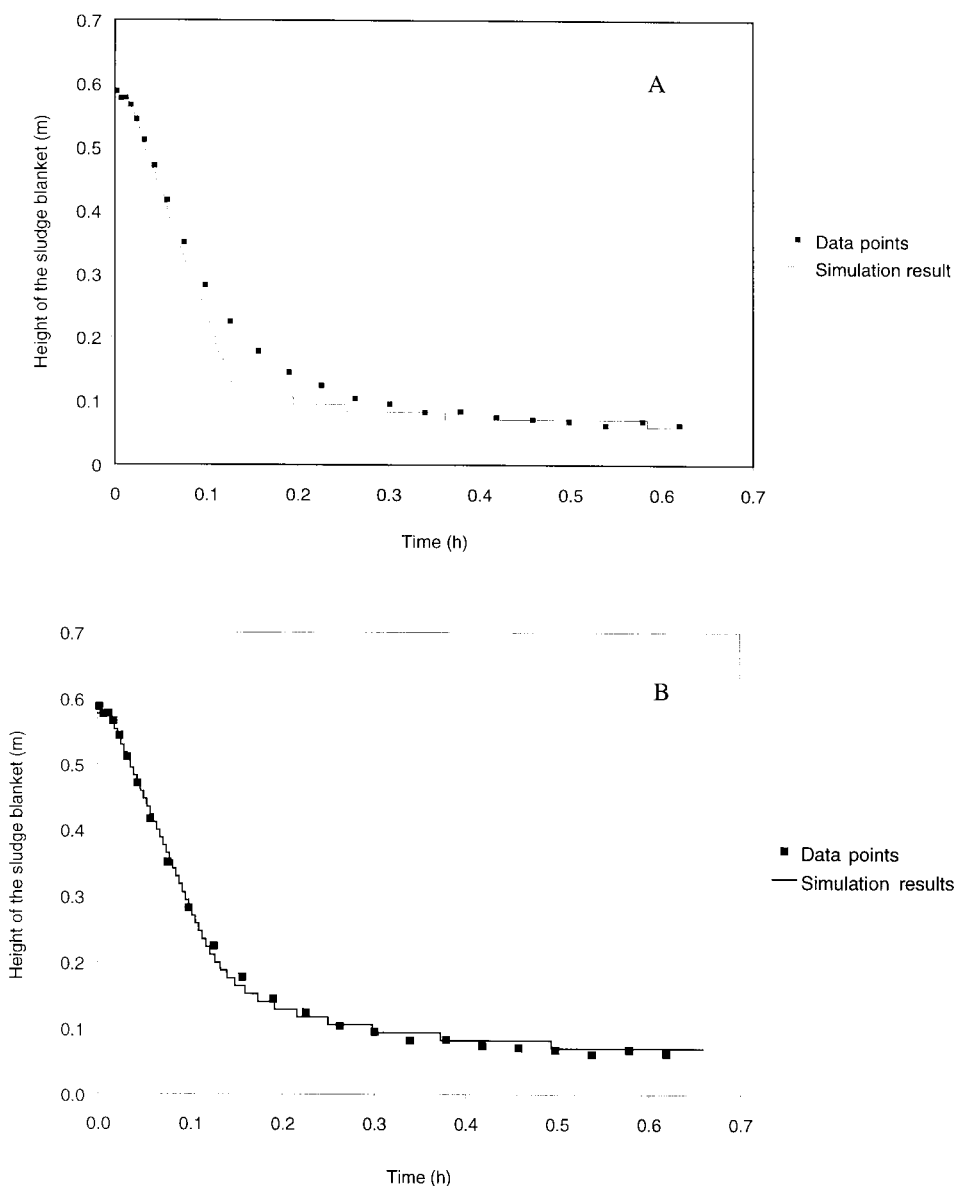 0.7
A
0.6
0.5
0.4
0.3
0.2
0.1
0
Height of the sludge blanket (m)
Data points
Simulation result
0 0.1 0.2 0.3 0.4 0.5 0.6 0.7
Time (h)
0.7
B
0.6
0.5
0.4
0.3
0.2
0.1
0.0
Height of the sludge blanket (m)
Data points
Simulation results
0.0 0.1 0.2 0.3 0.4 0.5 0.6 0.7
Time (h)